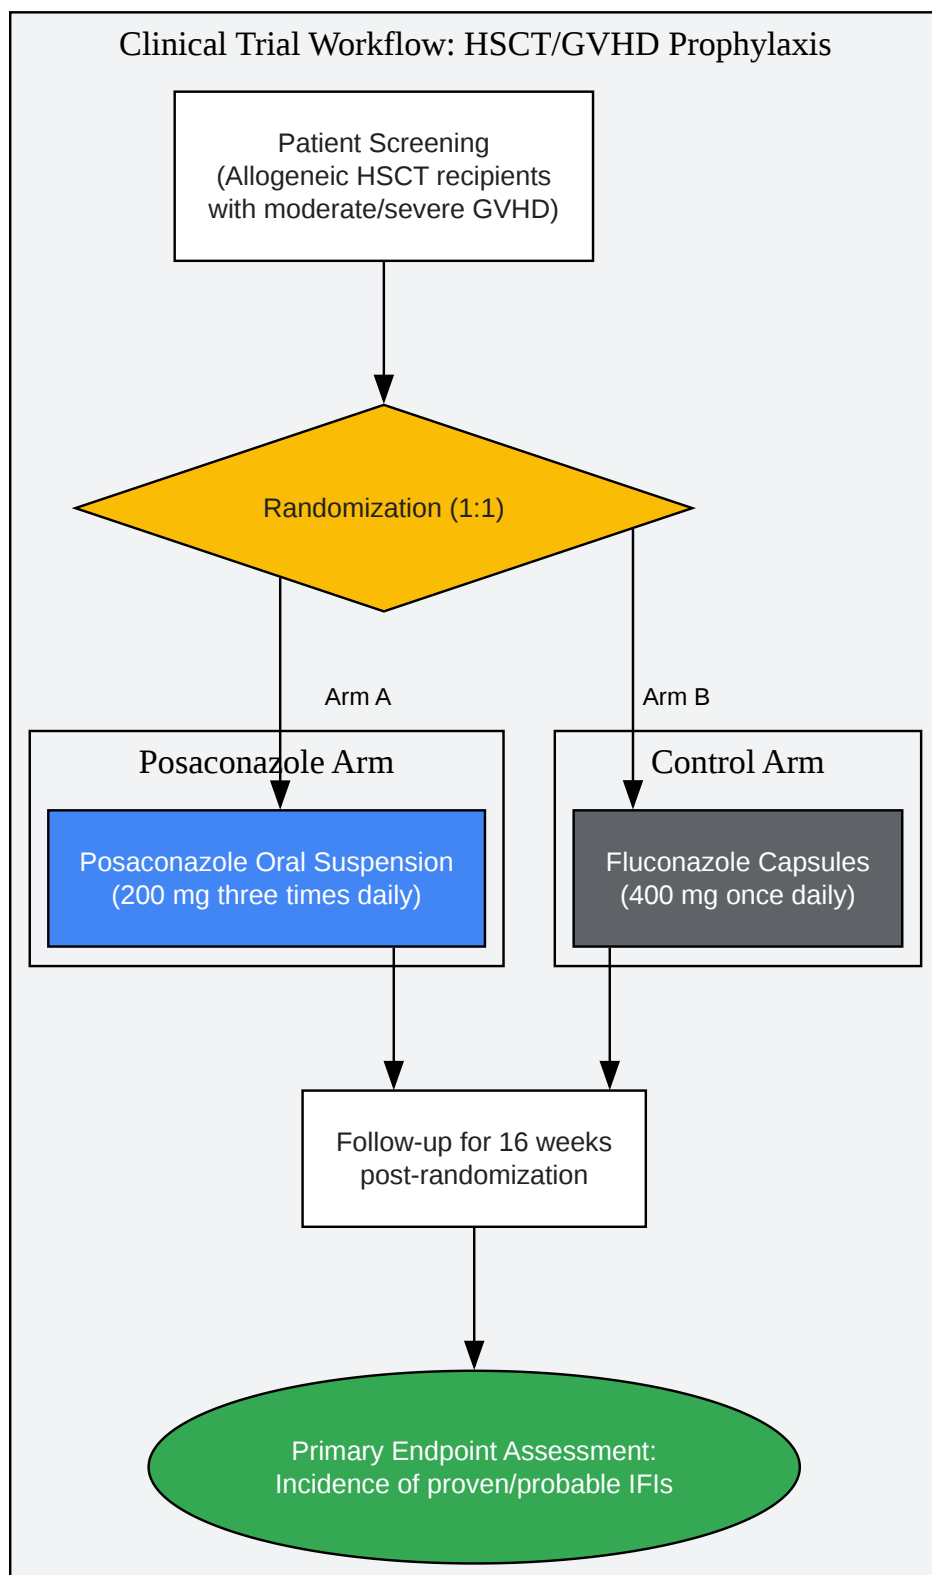 Clinical Trial Workflow: HSCT/GVHD Prophylaxis
Patient Screening
(Allogeneic HSCT recipients
with moderate/severe GVHD)
Randomization (1:1)
Arm A
Arm B
Posaconazole Arm
Posaconazole Oral Suspension
(200 mg three times daily)
Control Arm
Fluconazole Capsules
(400 mg once daily)
Follow-up for 16 weeks
post-randomization
Primary Endpoint Assessment:
Incidence of proven/probable IFIs